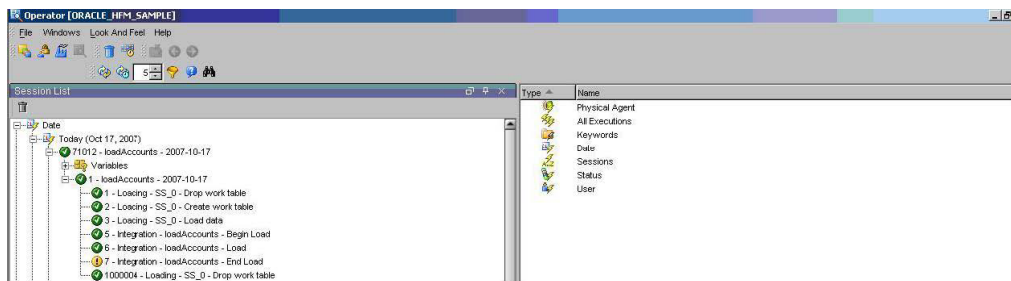 Operator [ORACLE_HFM_SAMPLE]
File Windows Look And Feel Help
5
Session List
Date
Today (Oct 17, 2007)
71012 - loadAccounts - 2007-10-17
Variables
1 - loadAccounts - 2007-10-17
1 - Loading - SS_0 - Drop work table
2 - Loading - SS_0 - Create work table
3 - Loading - SS_0 - Load data
5 - Integration - loadAccounts - Begin Load
6 - Integration - loadAccounts - Load
7 - Integration - loadAccounts - End Load
1000004 - Loading - SS_0 - Drop work table
Type Name
Physical Agent
All Executions
Keywords
Date
Sessions
Status
User